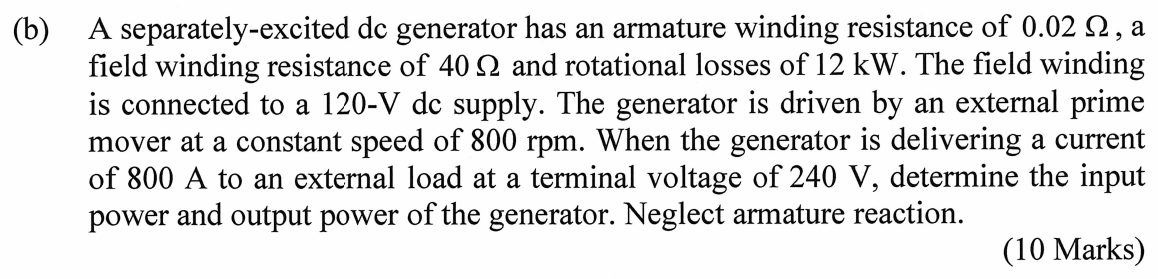 (b) A separately-excited dc generator has an armature winding resistance of 0.02 Ω, a
field winding resistance of 40 Ω and rotational losses of 12 kW. The field winding
is connected to a 120-V dc supply. The generator is driven by an external prime
mover at a constant speed of 800 rpm. When the generator is delivering a current
of 800 A to an external load at a terminal voltage of 240 V, determine the input
power and output power of the generator. Neglect armature reaction.
(10 Marks)